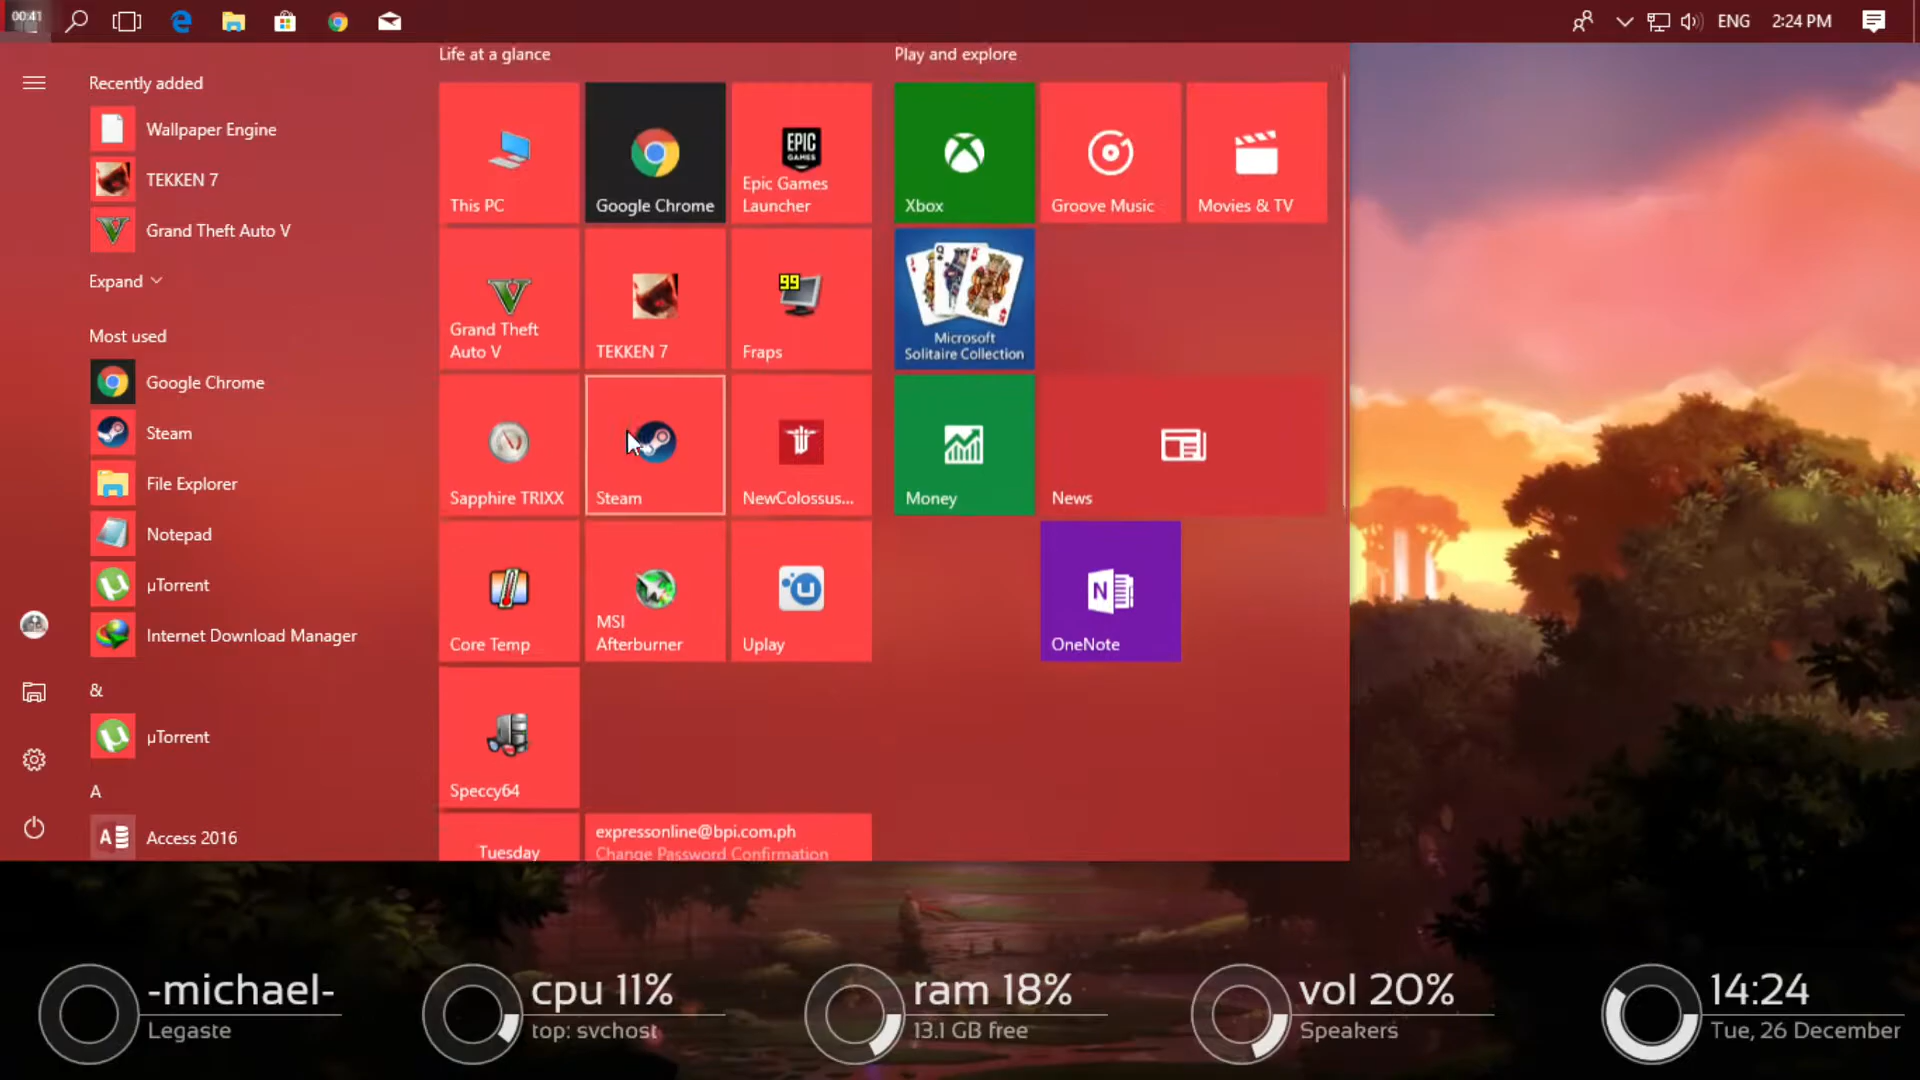 00:41
ENG
2:24 PM
Recently added
Wallpaper Engine
TEKKEN 7
Grand Theft Auto V
Expand
Most used
Google Chrome
Steam
File Explorer
Notepad
µTorrent
Internet Download Manager
&
µTorrent
A
Access 2016
Life at a glance
This PC
Google Chrome
EPIC
GAMES
Epic Games
Launcher
Grand Theft
Auto V
TEKKEN 7
99
Fraps
Sapphire TRIXX
Steam
NewColossus...
Core Temp
MSI
Afterburner
Uplay
Speccy64
Tuesday
expressonline@bpi.com.ph
Change Password Confirmation
Play and explore
Xbox
Groove Music
Movies & TV
Microsoft
Solitaire Collection
Money
News
OneNote
-michael-
Legaste
cpu 11%
top: svchost
ram 18%
13.1 GB free
vol 20%
Speakers
14:24
Tue, 26 December